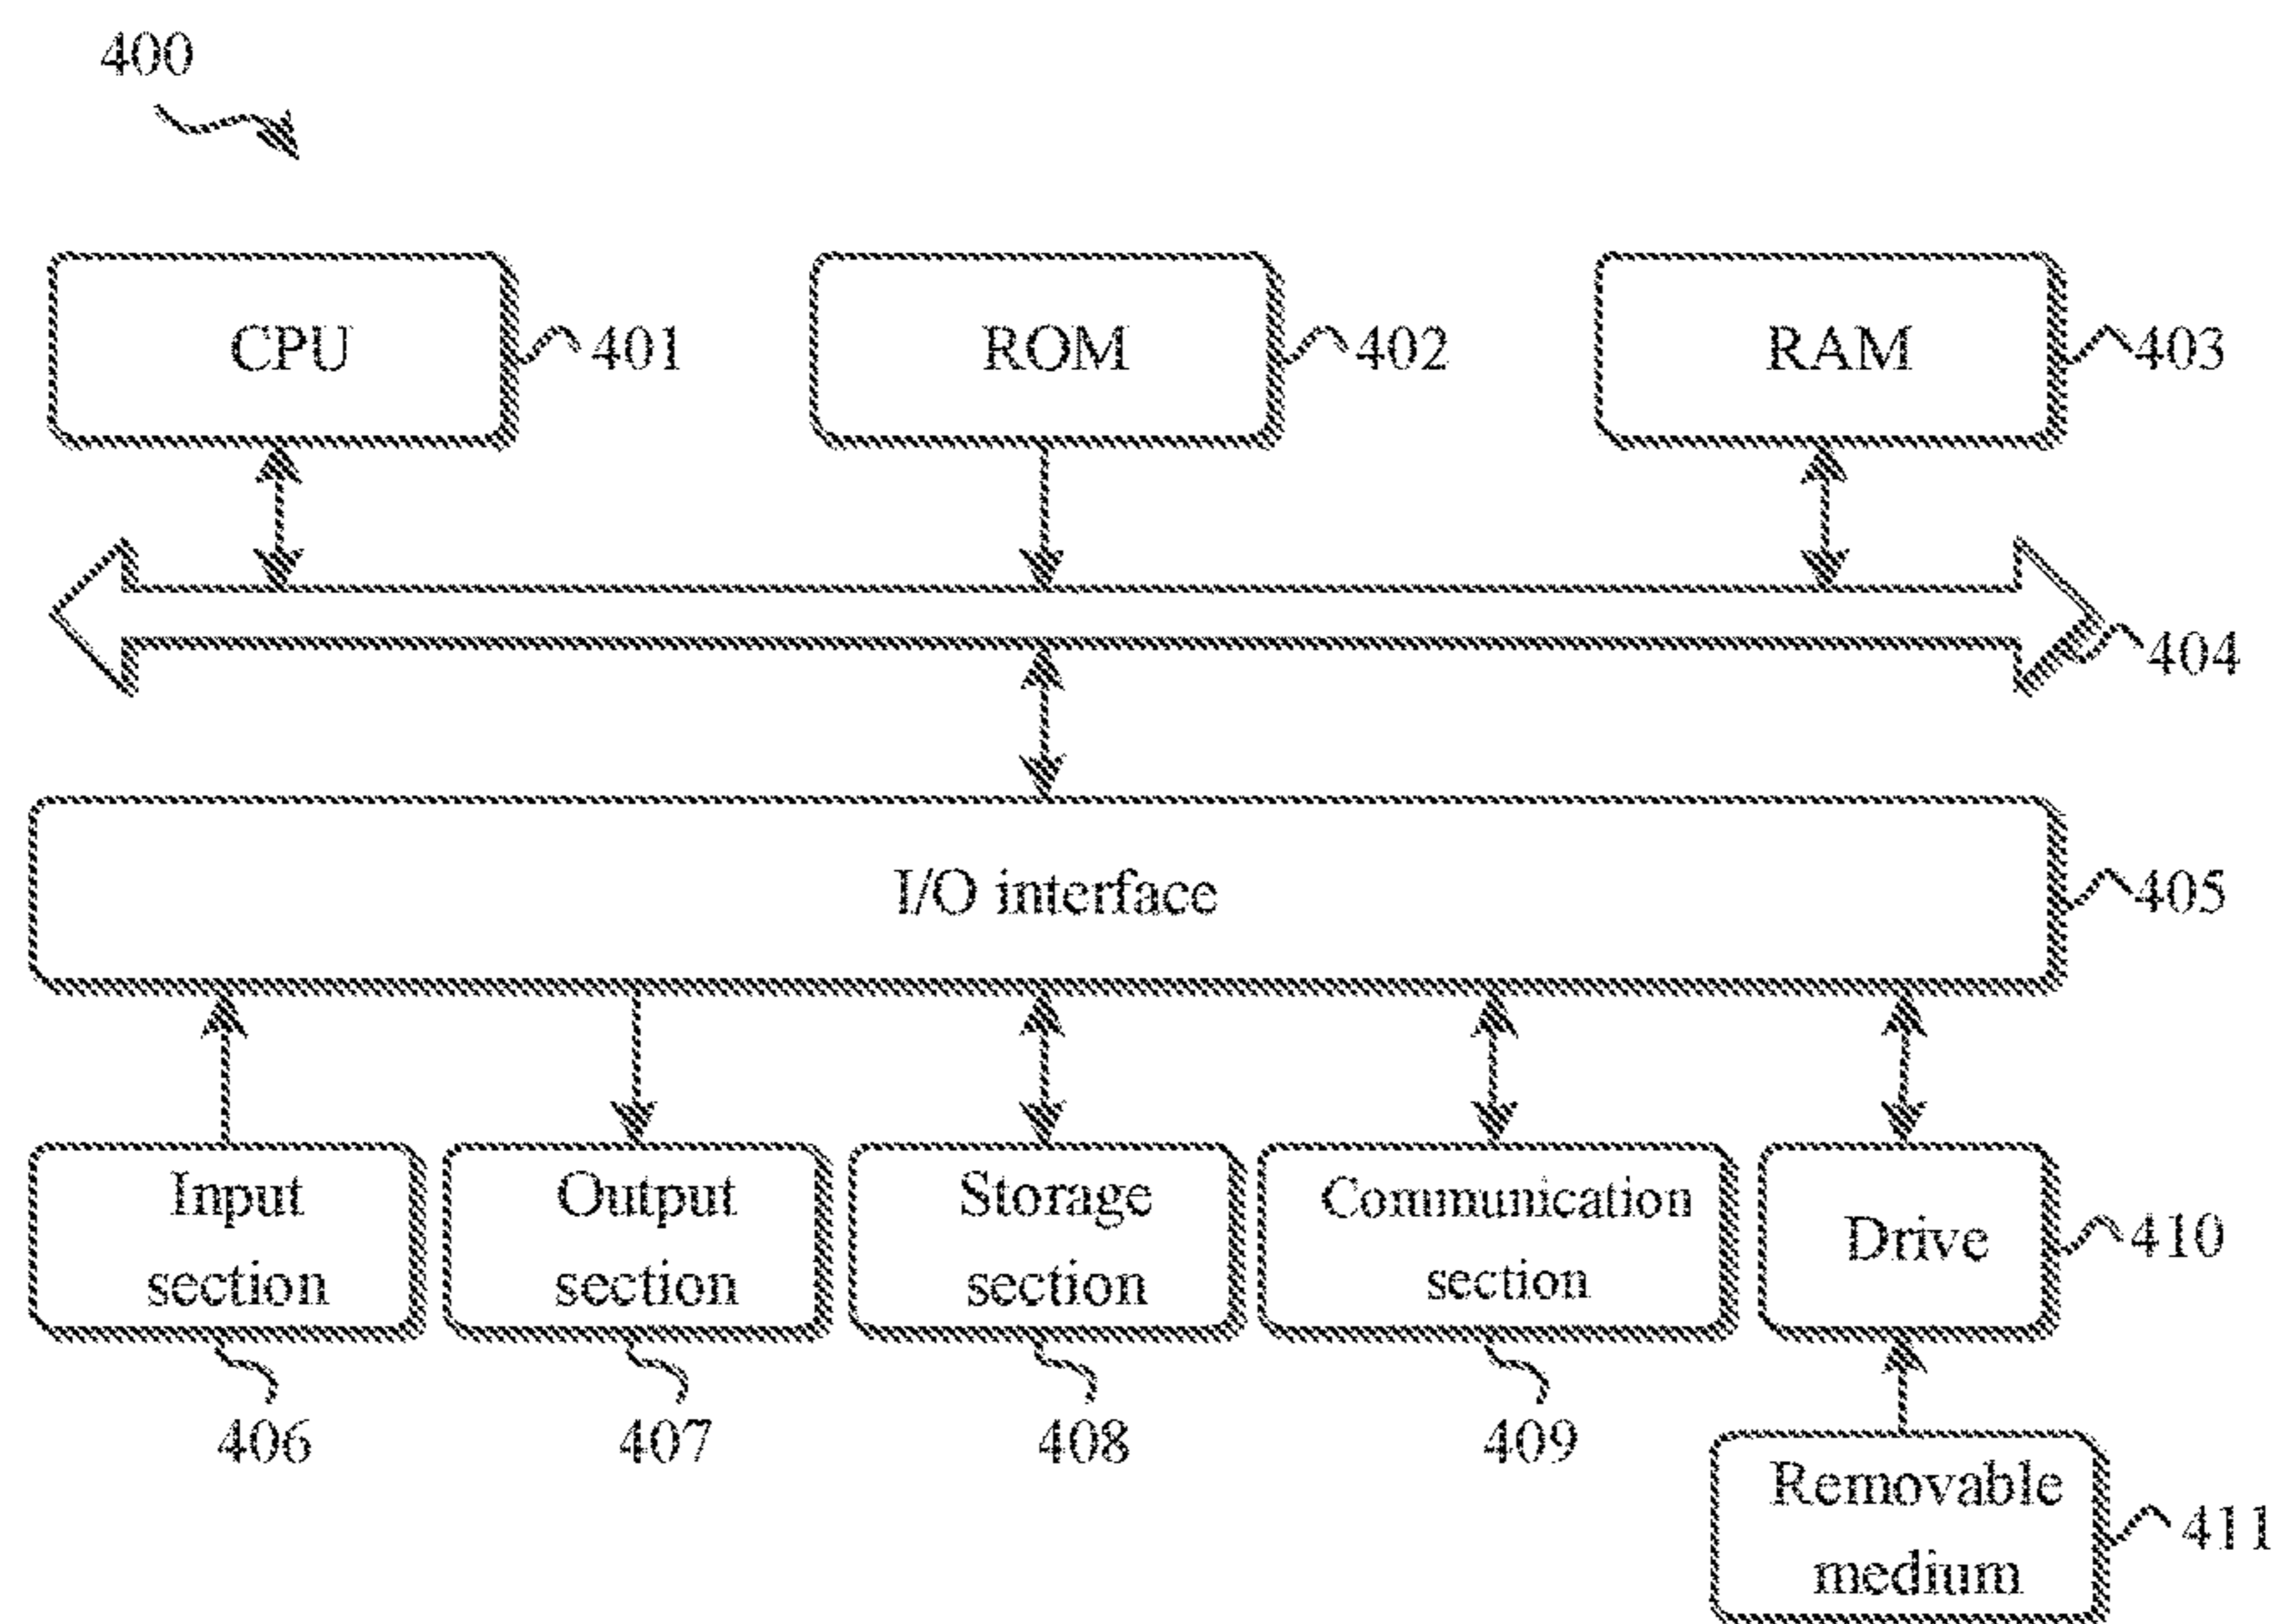 400
CPU
401
ROM
402
RAM
403
404
I/O interface
405
Input
section
Output
section
Storage
section
Communication
section
Drive
410
406
407
408
409
Removable
medium
411